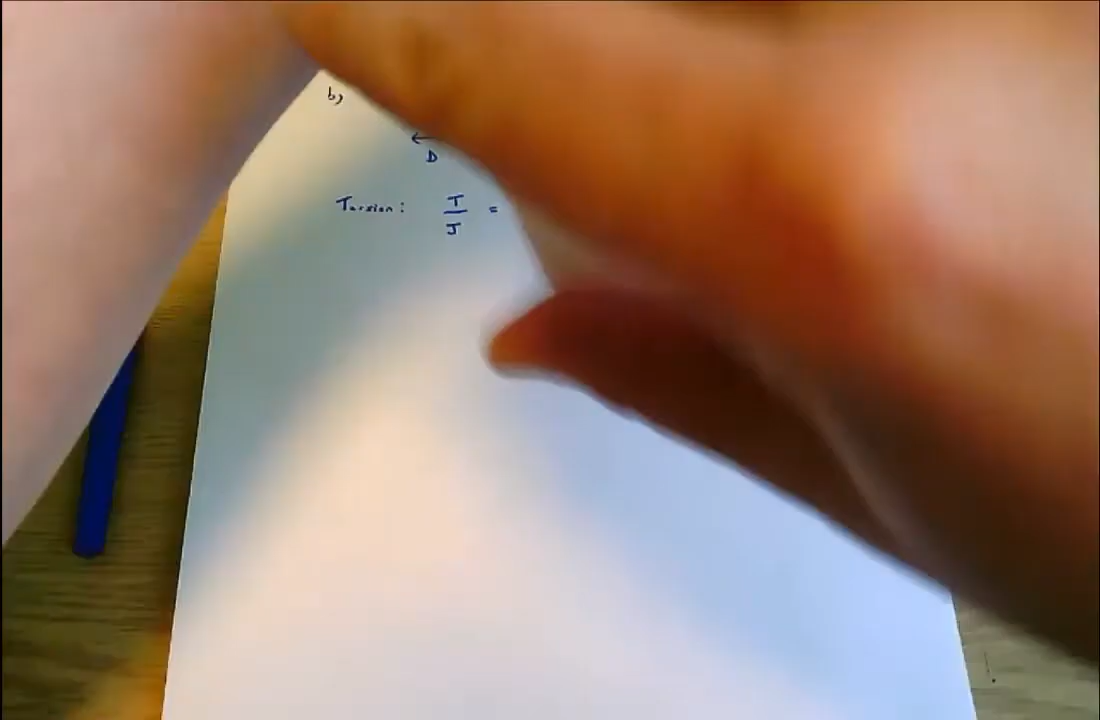 b)
← D
Torsion: T/J =